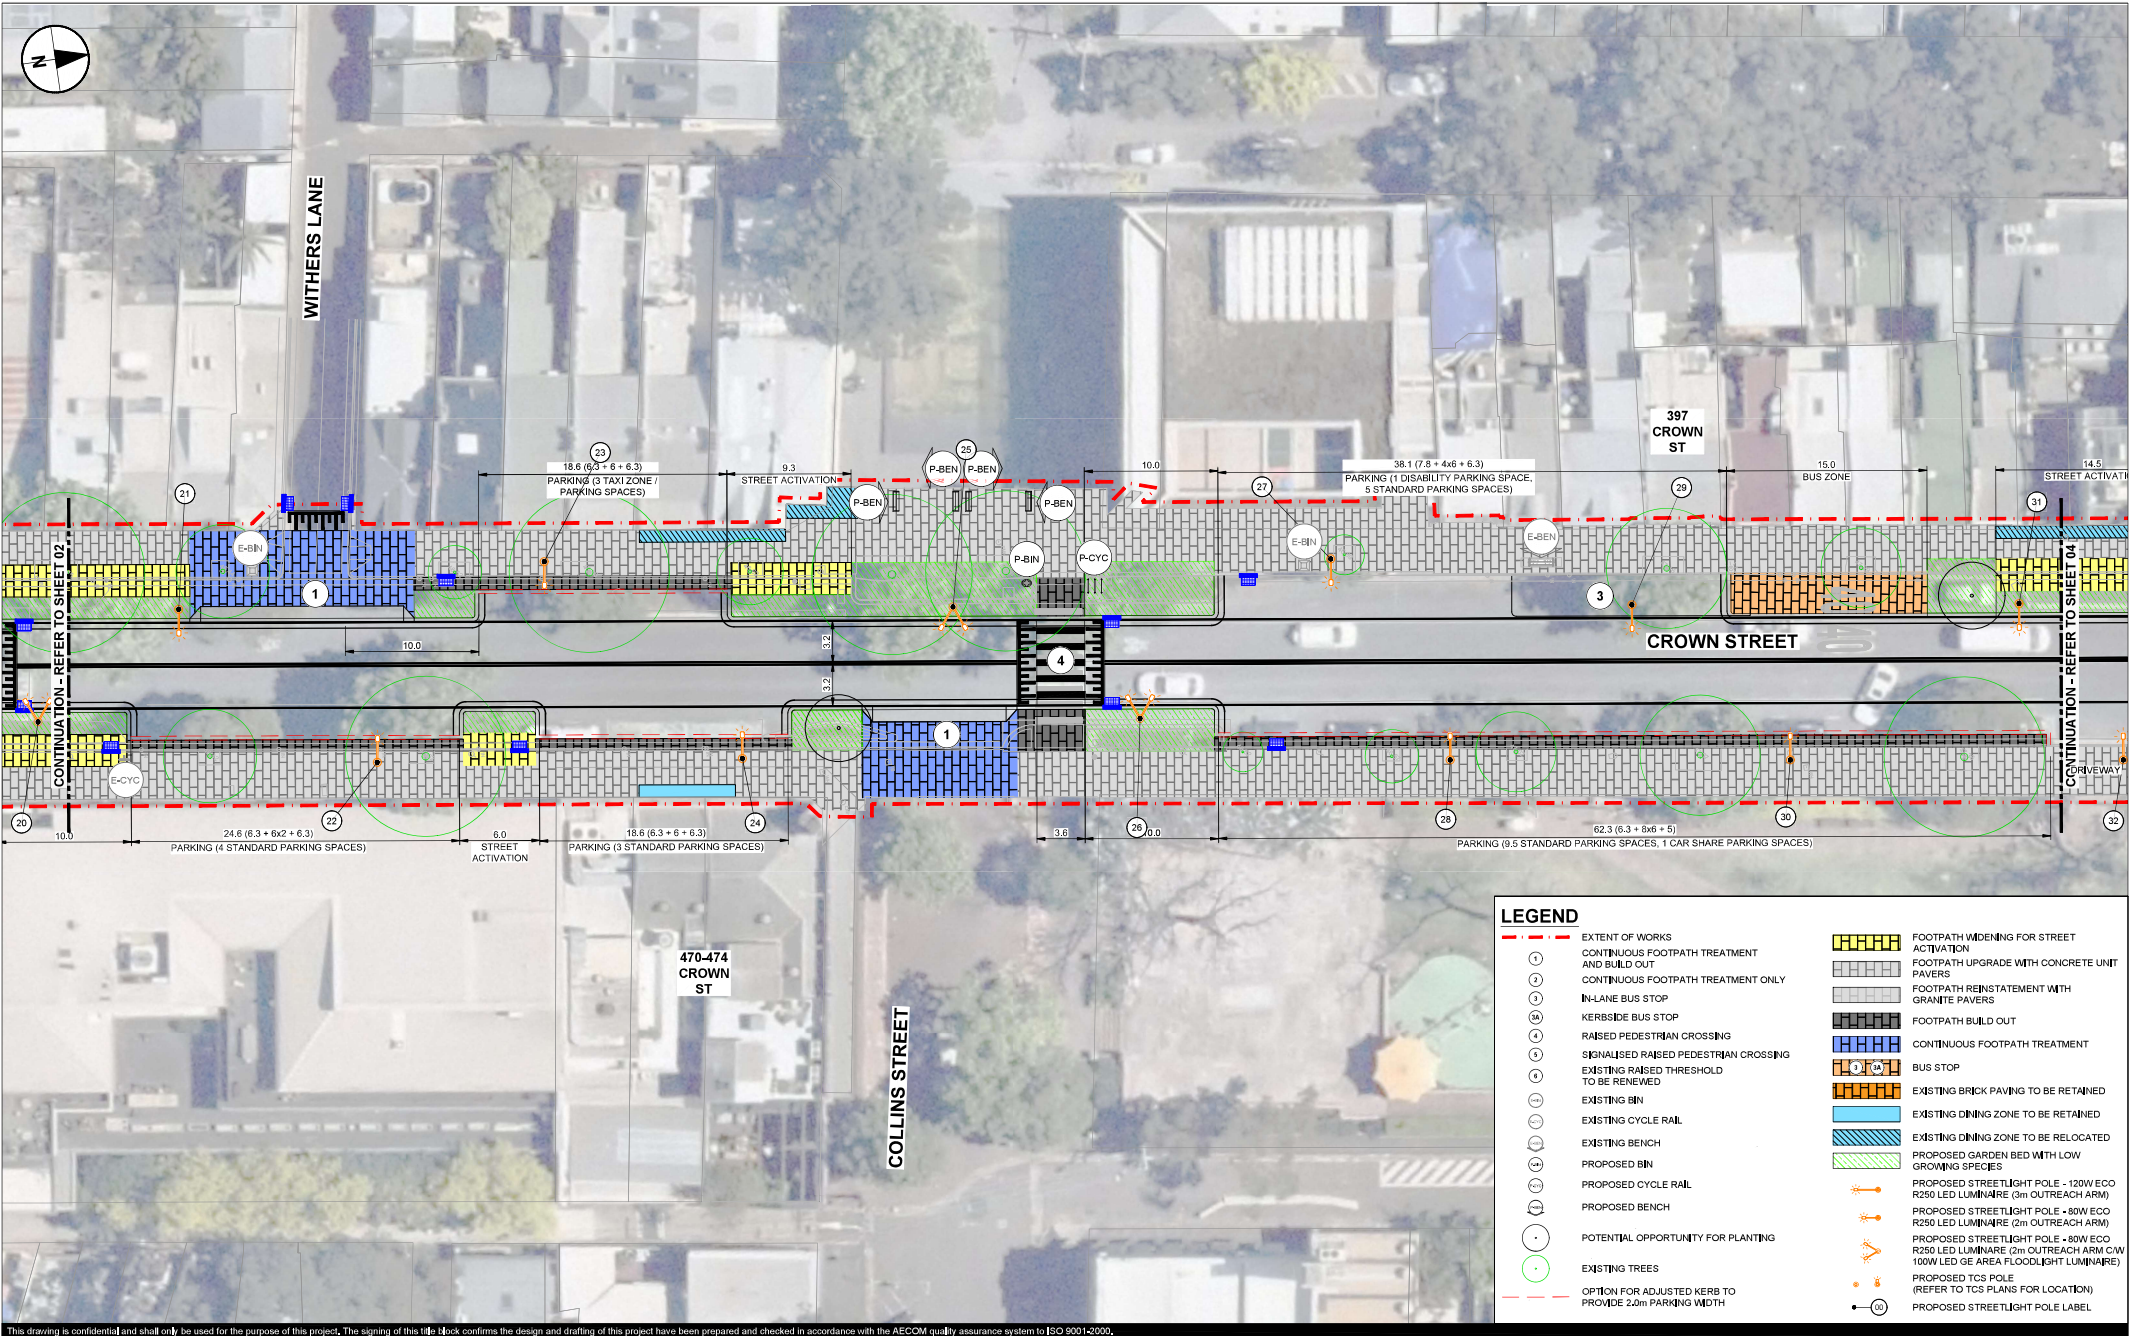 N
WITHERS LANE
397
CROWN
ST
23
25
P-BEN
P-BEN
18.6 (6.3 + 6 + 6.3)
PARKING (3 TAXI ZONE /
PARKING SPACES)
9.3
STREET ACTIVATION
10.0
38.1 (7.8 + 4x6 + 6.3)
PARKING (1 DISABILITY PARKING SPACE,
5 STANDARD PARKING SPACES)
15.0
BUS ZONE
14.5
STREET ACTIVATI
21
27
29
31
P-BEN
P-BEN
E-BIN
E-BIN
E-BEN
P-BIN
P-CYC
1
3
CONTINUATION - REFER TO SHEET 02
CONTINUATION - REFER TO SHEET 04
CROWN STREET
10.0
3.2
3.2
4
1
E-CYC
DRIVEWAY
20
22
24
26
28
30
32
10.0
24.6 (6.3 + 6x2 + 6.3)
PARKING (4 STANDARD PARKING SPACES)
6.0
STREET
ACTIVATION
18.6 (6.3 + 6 + 6.3)
PARKING (3 STANDARD PARKING SPACES)
3.6
10.0
62.3 (6.3 + 8x6 + 5)
PARKING (9.5 STANDARD PARKING SPACES, 1 CAR SHARE PARKING SPACES)
470-474
CROWN
ST
COLLINS STREET
LEGEND
EXTENT OF WORKS
1 CONTINUOUS FOOTPATH TREATMENT
AND BUILD OUT
2 CONTINUOUS FOOTPATH TREATMENT ONLY
3 IN-LANE BUS STOP
3A KERBSIDE BUS STOP
4 RAISED PEDESTRIAN CROSSING
5 SIGNALISED RAISED PEDESTRIAN CROSSING
6 EXISTING RAISED THRESHOLD
TO BE RENEWED
EXISTING BIN
EXISTING CYCLE RAIL
EXISTING BENCH
PROPOSED BIN
PROPOSED CYCLE RAIL
PROPOSED BENCH
POTENTIAL OPPORTUNITY FOR PLANTING
EXISTING TREES
OPTION FOR ADJUSTED KERB TO
PROVIDE 2.0m PARKING WIDTH
FOOTPATH WIDENING FOR STREET
ACTIVATION
FOOTPATH UPGRADE WITH CONCRETE UNIT
PAVERS
FOOTPATH REINSTATEMENT WITH
GRANITE PAVERS
FOOTPATH BUILD OUT
CONTINUOUS FOOTPATH TREATMENT
3 3A BUS STOP
EXISTING BRICK PAVING TO BE RETAINED
EXISTING DINING ZONE TO BE RETAINED
EXISTING DINING ZONE TO BE RELOCATED
PROPOSED GARDEN BED WITH LOW
GROWING SPECIES
PROPOSED STREETLIGHT POLE - 120W ECO
R250 LED LUMINAIRE (3m OUTREACH ARM)
PROPOSED STREETLIGHT POLE - 80W ECO
R250 LED LUMINAIRE (2m OUTREACH ARM)
PROPOSED STREETLIGHT POLE - 80W ECO
R250 LED LUMINARE (2m OUTREACH ARM C/W
100W LED GE AREA FLOODLIGHT LUMINAIRE)
PROPOSED TCS POLE
(REFER TO TCS PLANS FOR LOCATION)
00 PROPOSED STREETLIGHT POLE LABEL
This drawing is confidential and shall only be used for the purpose of this project. The signing of this title block confirms the design and drafting of this project have been prepared and checked in accordance with the AECOM quality assurance system to ISO 9001-2000.